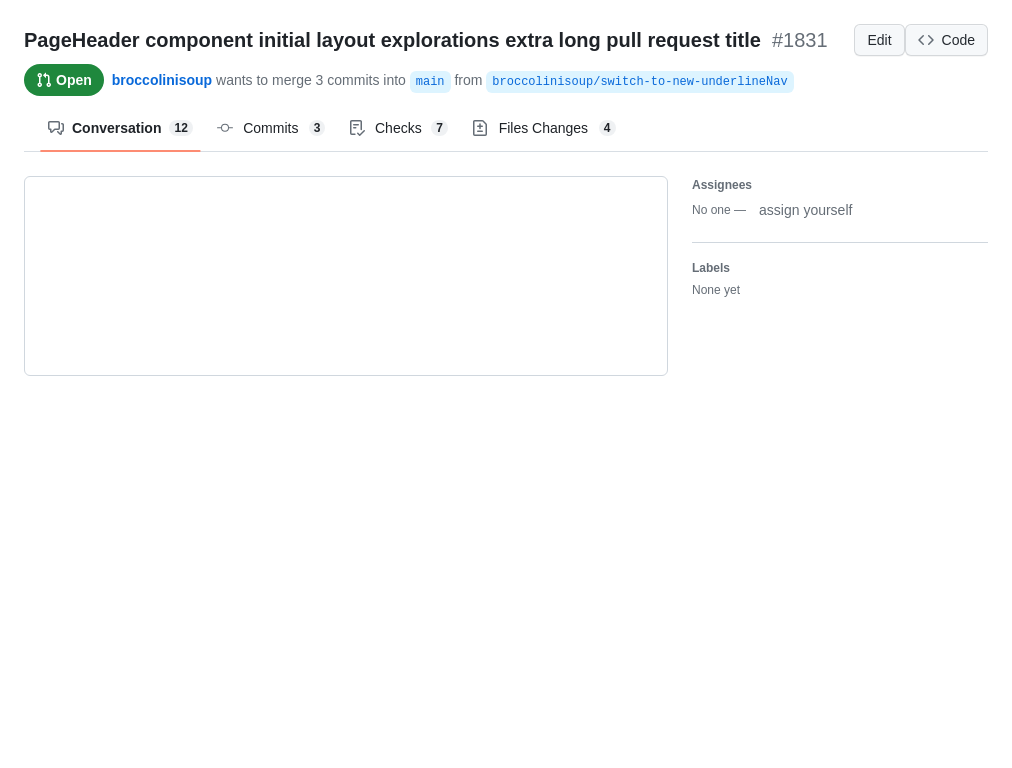 PageHeader component initial layout explorations extra long pull request title #1831 Edit Code
Open broccolinisoup wants to merge 3 commits into main from broccolinisoup/switch-to-new-underlineNav
Conversation 12 Commits 3 Checks 7 Files Changes 4
Assignees
No one — assign yourself
Labels
None yet